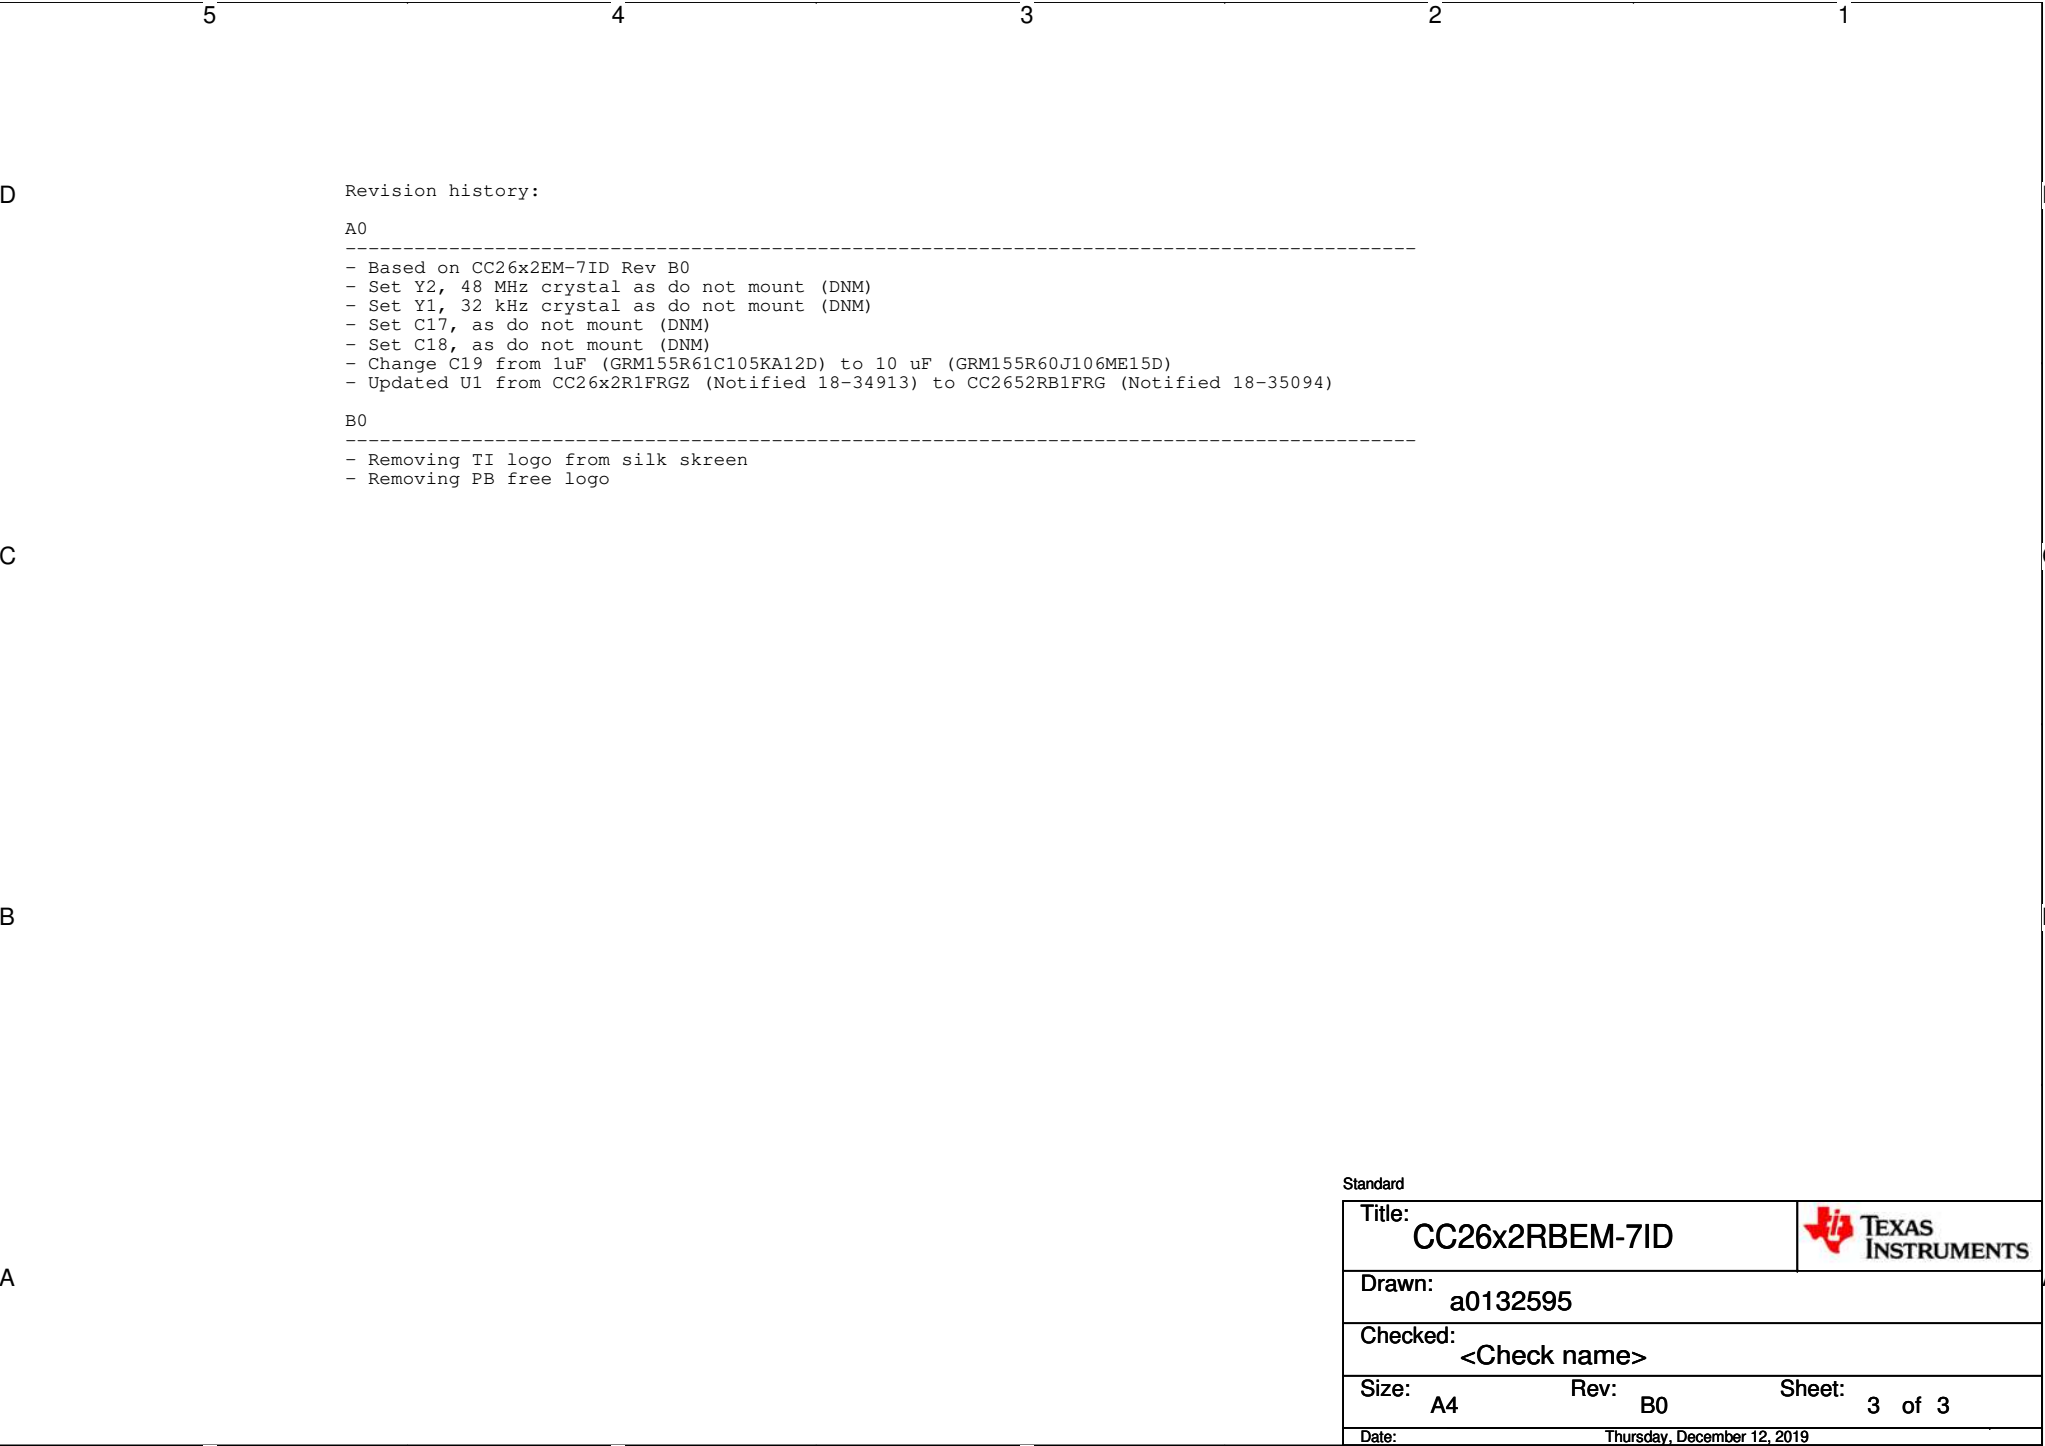 5 4 3 2 1
D
Revision history:
A0
-
- Based on CC26x2EM-7ID Rev B0
- Set Y2, 48 MHz crystal as do not mount (DNM)
- Set Y1, 32 kHz crystal as do not mount (DNM)
- Set C17, as do not mount (DNM)
- Set C18, as do not mount (DNM)
- Change C19 from 1uF (GRM155R61C105KA12D) to 10 uF (GRM155R60J106ME15D)
- Updated U1 from CC26x2R1FRGZ (Notified 18-34913) to CC2652RB1FRG (Notified 18-35094)
B0
- Removing TI logo from silk skreen
- Removing PB free logo
C
B
A
Standard
Title: CC26x2RBEM-7ID
TEXAS
INSTRUMENTS
Drawn: a0132595
Checked: <Check name>
Size: A4 Rev: B0 Sheet: 3 of 3
Date: Thursday, December 12, 2019